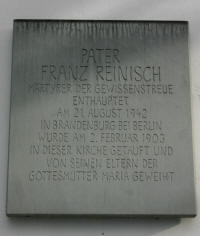 PATER
FRANZ REINISCH
MÄRTYRER DER GEWISSENSTREUE
ENTHAUPTET
AM 21. AUGUST 1942
IN BRANDENBURG BEI BERLIN
WURDE AM 2. FEBRUAR 1903
IN DIESER KIRCHE GETAUFT UND
VON SEINEN ELTERN DER
GOTTESMUTTER MARIA GEWEIHT